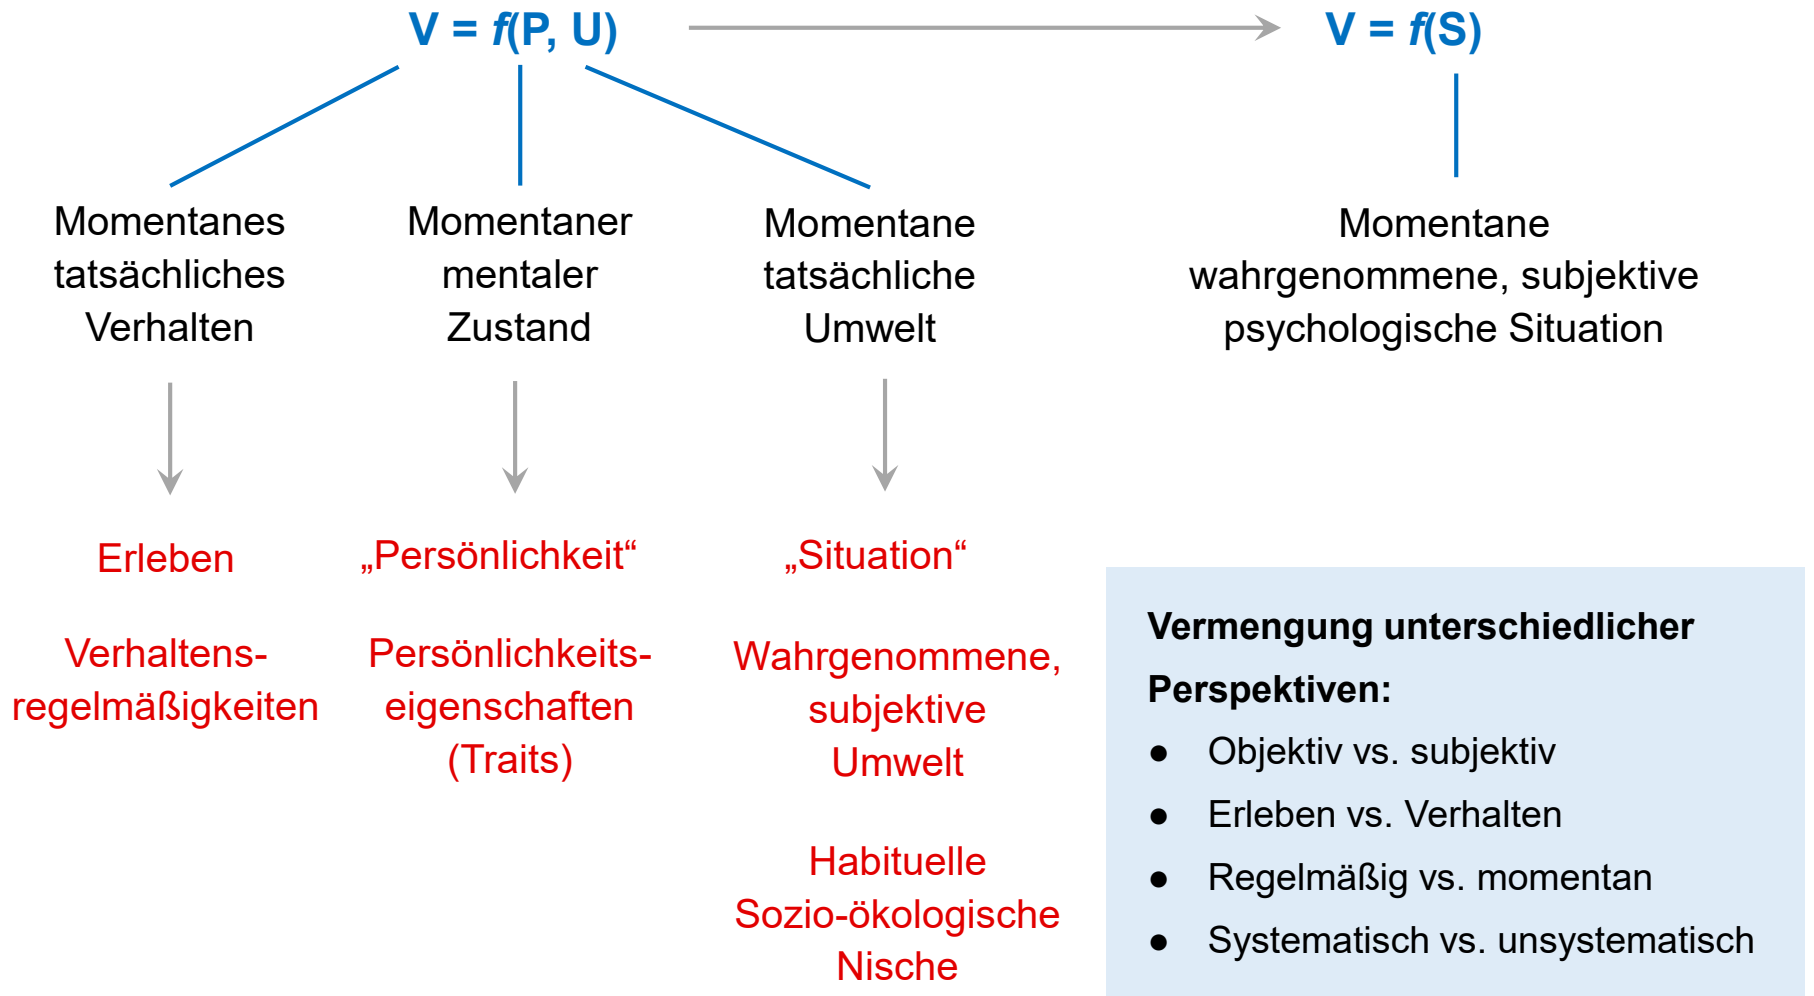 V = f(P, U)
V = f(S)
Momentanes
tatsächliches
Verhalten
Momentaner
mentaler
Zustand
Momentane
tatsächliche
Umwelt
Momentane
wahrgenommene, subjektive
psychologische Situation
Erleben
Verhaltens-
regelmäßigkeiten
„Persönlichkeit“
Persönlichkeits-
eigenschaften
(Traits)
„Situation“
Wahrgenommene,
subjektive
Umwelt
Habituelle
Sozio-ökologische
Nische
Vermengung unterschiedlicher
Perspektiven:
● Objektiv vs. subjektiv
● Erleben vs. Verhalten
● Regelmäßig vs. momentan
● Systematisch vs. unsystematisch